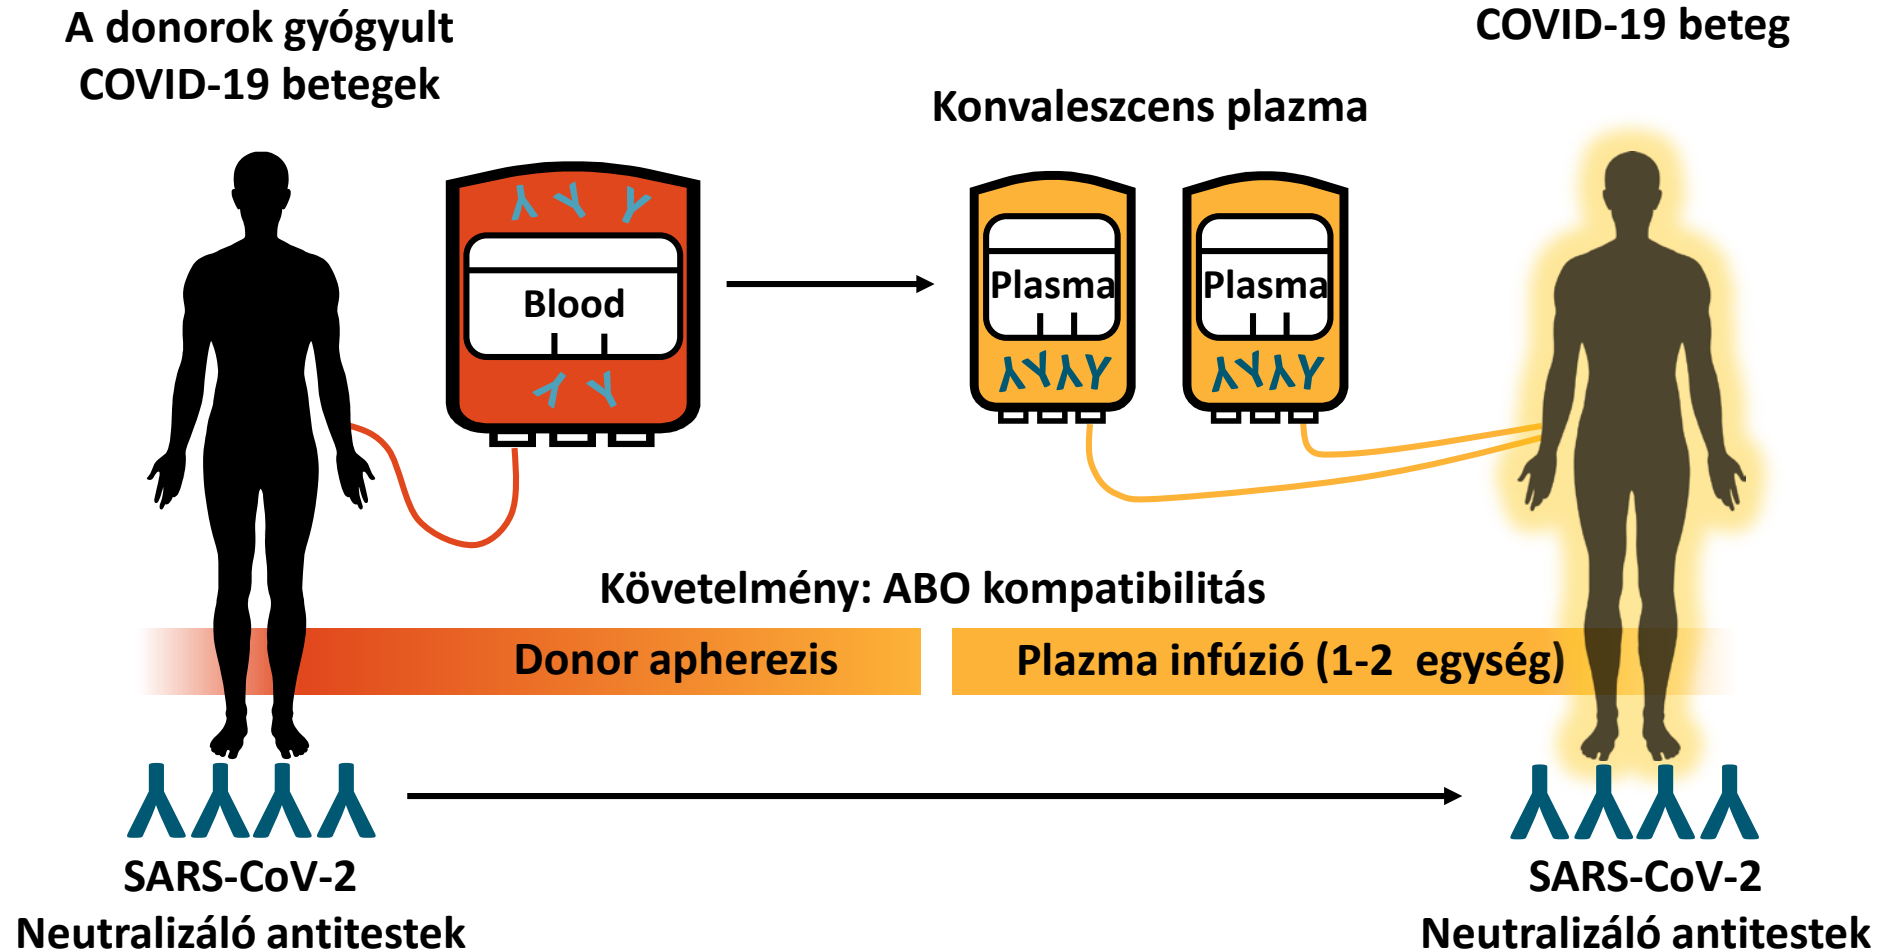 A donorok gyógyult
COVID-19 betegek
COVID-19 beteg
Konvaleszcens plazma
Blood
Plasma
Plasma
Követelmény: ABO kompatibilitás
Donor apherezis
Plazma infúzió (1-2 egység)
SARS-CoV-2
Neutralizáló antitestek
SARS-CoV-2
Neutralizáló antitestek